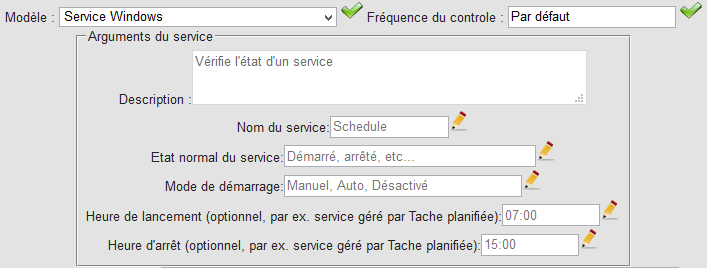 Modèle : Service Windows Fréquence du controle : Par défaut
Arguments du service
Vérifie l'état d'un service
Description :
Nom du service: Schedule
Etat normal du service: Démarré, arrêté, etc...
Mode de démarrage: Manuel, Auto, Désactivé
Heure de lancement (optionnel, par ex. service géré par Tache planifiée): 07:00
Heure d'arrêt (optionnel, par ex. service géré par Tache planifiée): 15:00